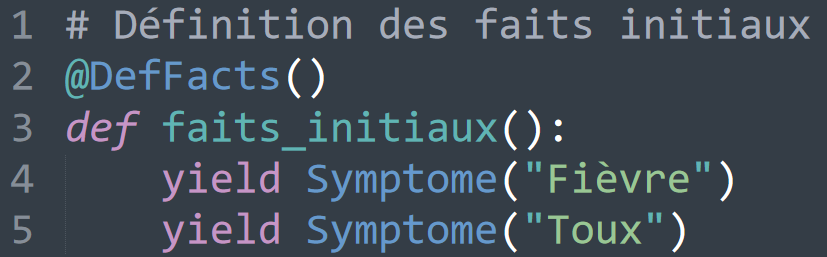 1 # Définition des faits initiaux
2 @DefFacts()
3 def faits_initiaux():
4     yield Symptome("Fièvre")
5     yield Symptome("Toux")